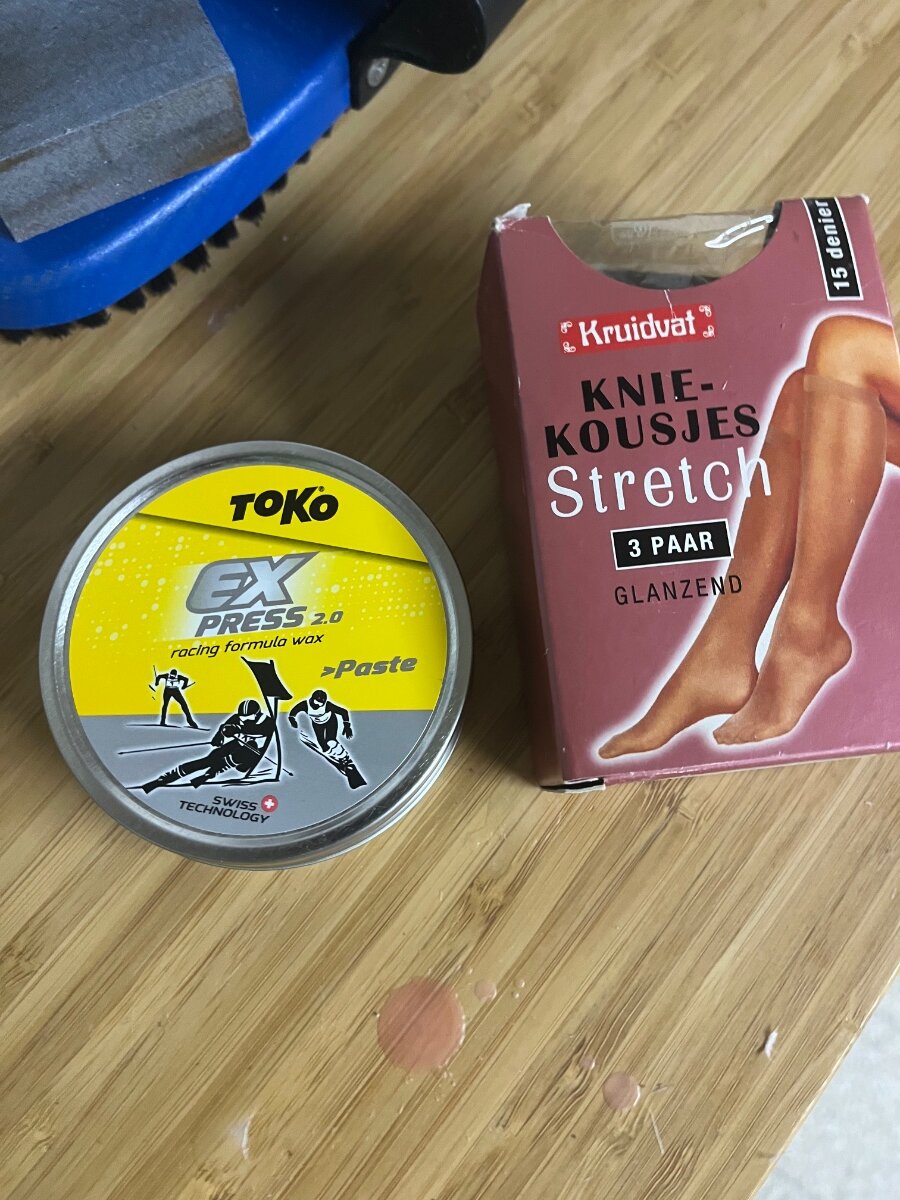 TOKO
EX
PRESS 2.0
racing formula wax
>Paste
SWISS
TECHNOLOGY
15 denier
Kruidvat
KNIE-
KOUSJES
Stretch
3 PAAR
GLANZEND